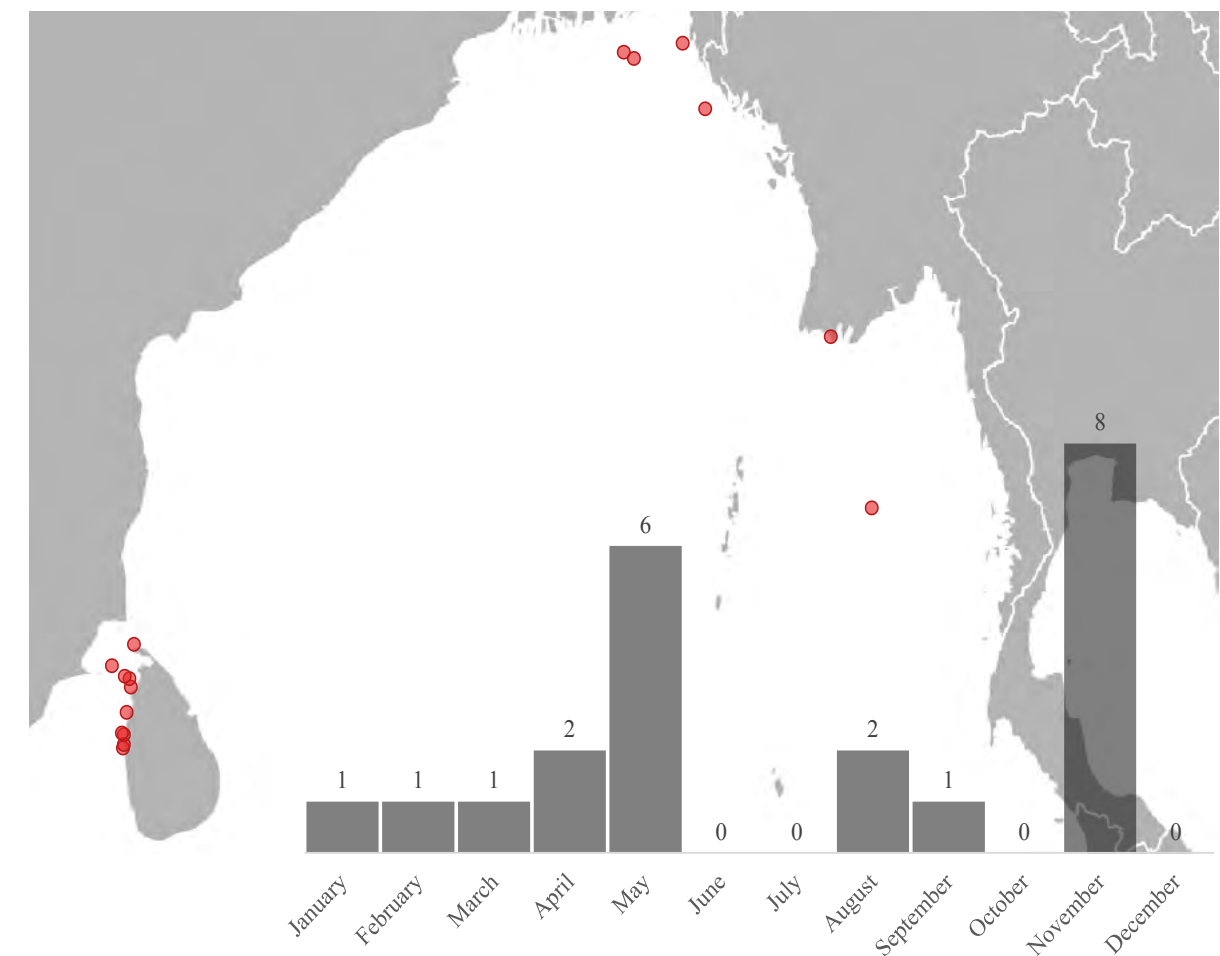 8
6
2
2
1
1
1
1
0
0
0
0
January
February
March
April
May
June
July
August
September
October
November
December